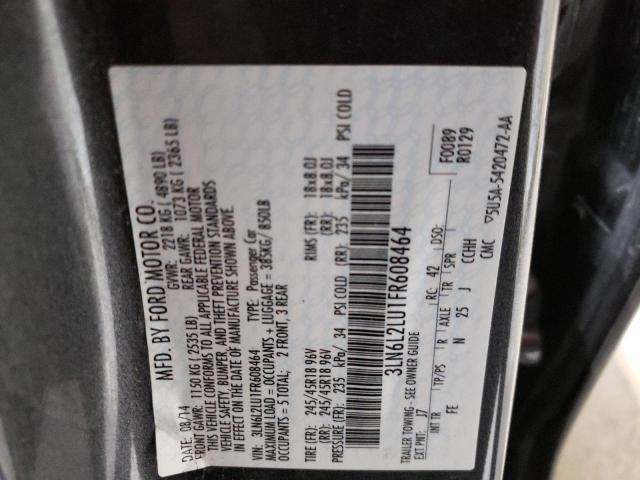 MFD. BY FORD MOTOR CO.
DATE: 08/14 GVWR: 2218 KG ( 4890 LB)
FRONT GAWR: 1150 KG ( 2535 LB) REAR GAWR: 1073 KG ( 2365 LB)
THIS VEHICLE CONFORMS TO ALL APPLICABLE FEDERAL MOTOR
VEHICLE SAFETY, BUMPER, AND THEFT PREVENTION STANDARDS
IN EFFECT ON THE DATE OF MANUFACTURE SHOWN ABOVE.
VIN: 3LN6L2LU1FR608464 TYPE: Passenger Car
MAXIMUM LOAD = OCCUPANTS + LUGGAGE = 385KG/ 850LB
OCCUPANTS = 5 TOTAL; 2 FRONT, 3 REAR
TIRE (FR): 245/45R18 96V RIMS (FR): 18x8.0J
(RR): 245/45R18 96V (RR): 18x8.0J
PRESSURE (FR): 235 kPa/ 34 PSI COLD (RR): 235 kPa/ 34 PSI COLD
3LN6L2LU1FR608464
TRAILER TOWING - SEE OWNER GUIDE
EXT PNT: J7 RC: 42 DSO: F0089
R0129
INT TR TP/PS R AXLE TR SPR
FE N 25 J CCHH
CMC ▽5U5A-5420472-AA